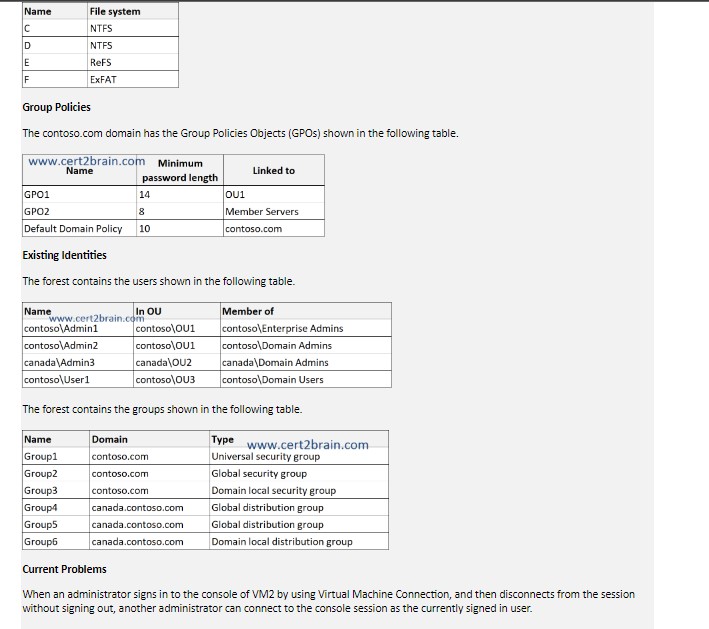 Name File system
C NTFS
D NTFS
E ReFS
F ExFAT
Group Policies
The contoso.com domain has the Group Policies Objects (GPOs) shown in the following table.
www.cert2brain.com
Name Minimum password length Linked to
GPO1 14 OU1
GPO2 8 Member Servers
Default Domain Policy 10 contoso.com
Existing Identities
The forest contains the users shown in the following table.
Name In OU Member of
www.cert2brain.com
contoso\Admin1 contoso\OU1 contoso\Enterprise Admins
contoso\Admin2 contoso\OU1 contoso\Domain Admins
canada\Admin3 canada\OU2 canada\Domain Admins
contoso\User1 contoso\OU3 contoso\Domain Users
The forest contains the groups shown in the following table.
Name Domain Type
www.cert2brain.com
Group1 contoso.com Universal security group
Group2 contoso.com Global security group
Group3 contoso.com Domain local security group
Group4 canada.contoso.com Global distribution group
Group5 canada.contoso.com Global distribution group
Group6 canada.contoso.com Domain local distribution group
Current Problems
When an administrator signs in to the console of VM2 by using Virtual Machine Connection, and then disconnects from the session
without signing out, another administrator can connect to the console session as the currently signed in user.